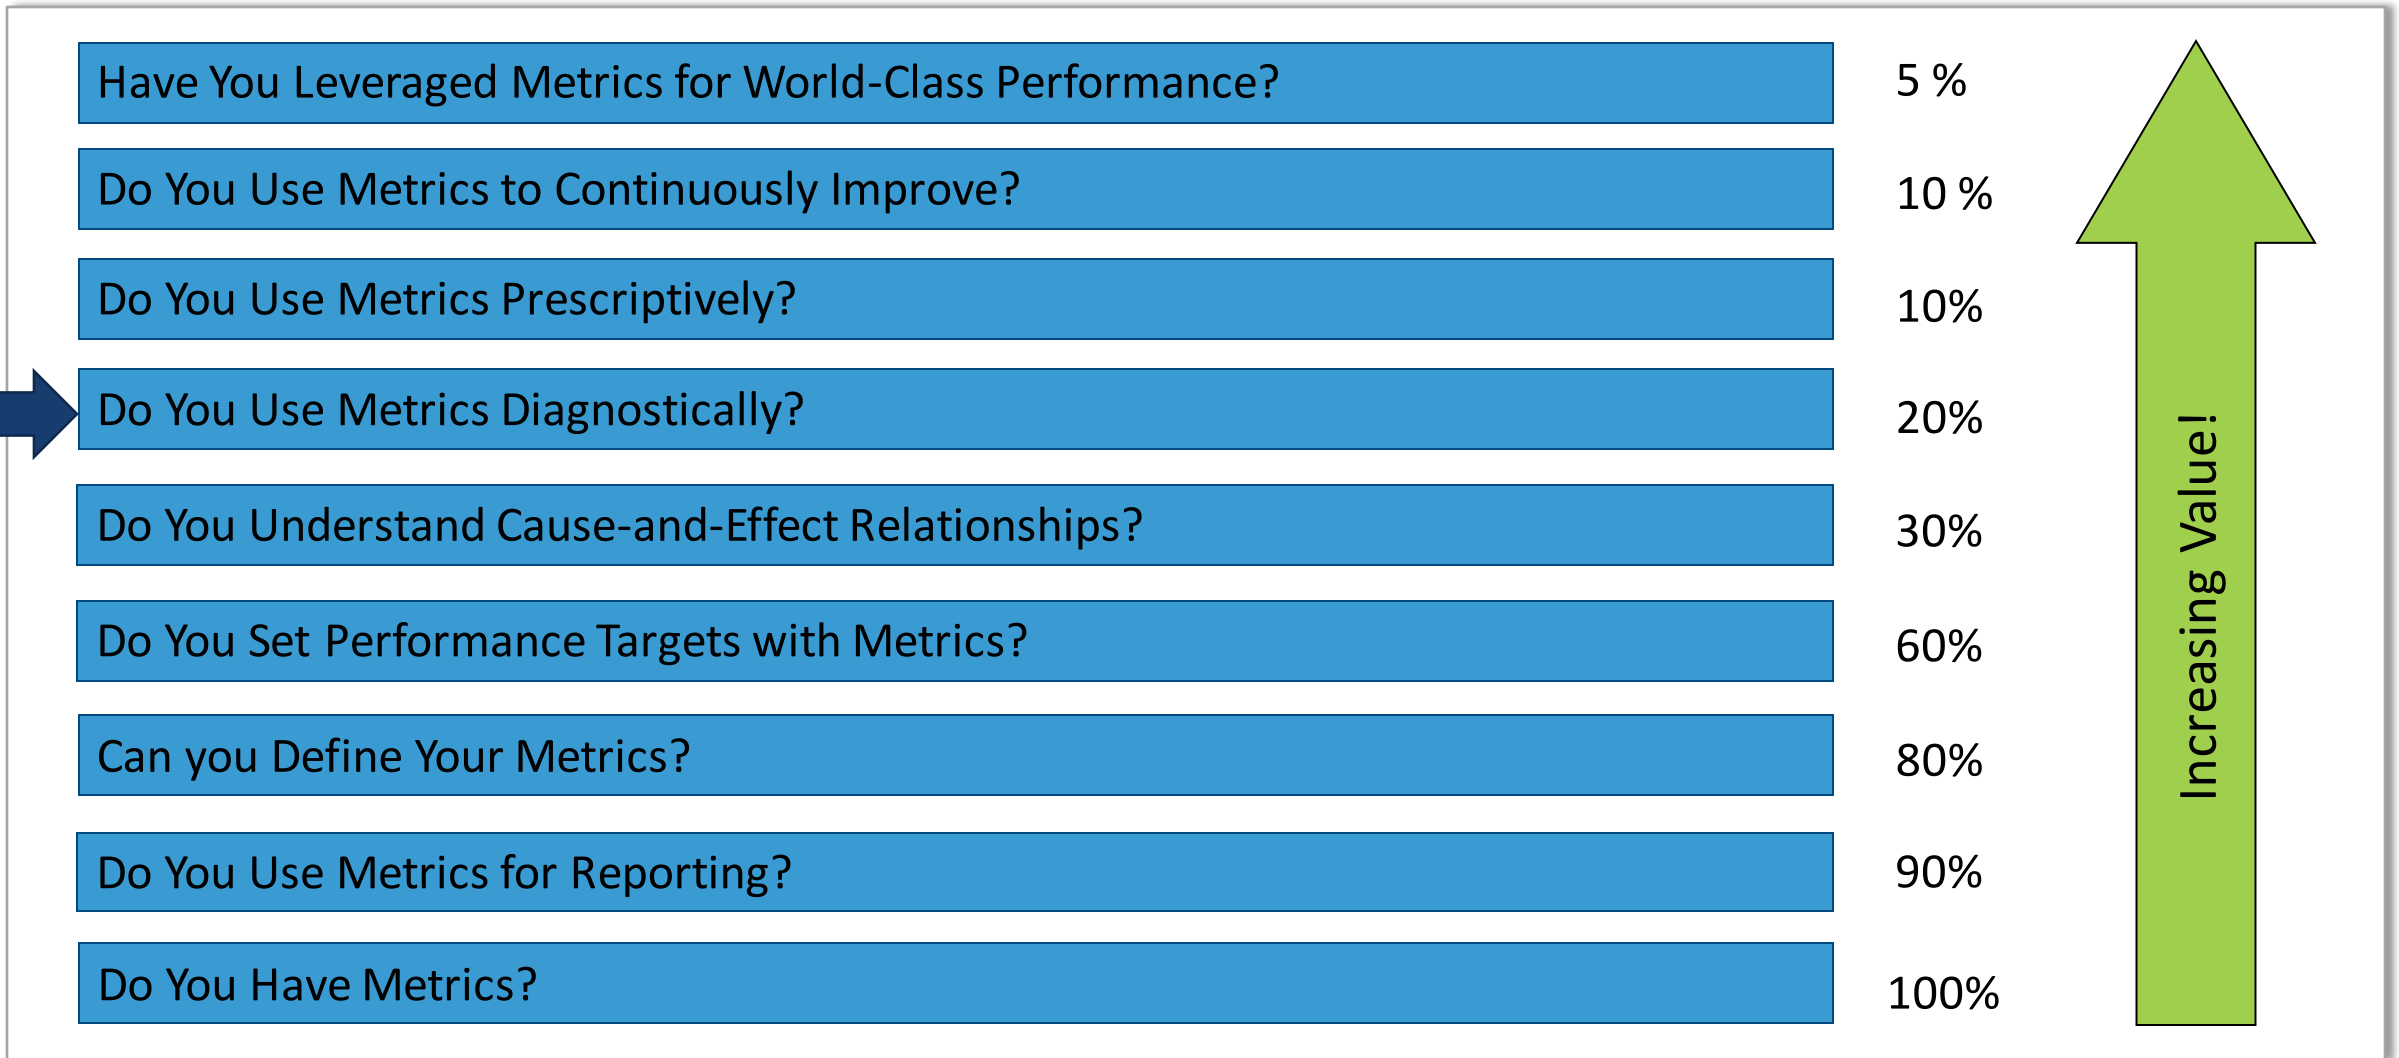 Have You Leveraged Metrics for World-Class Performance?
5 %
Do You Use Metrics to Continuously Improve?
10 %
Do You Use Metrics Prescriptively?
10%
Do You Use Metrics Diagnostically?
20%
Do You Understand Cause-and-Effect Relationships?
30%
Do You Set Performance Targets with Metrics?
60%
Can you Define Your Metrics?
80%
Do You Use Metrics for Reporting?
90%
Do You Have Metrics?
100%
Increasing Value!